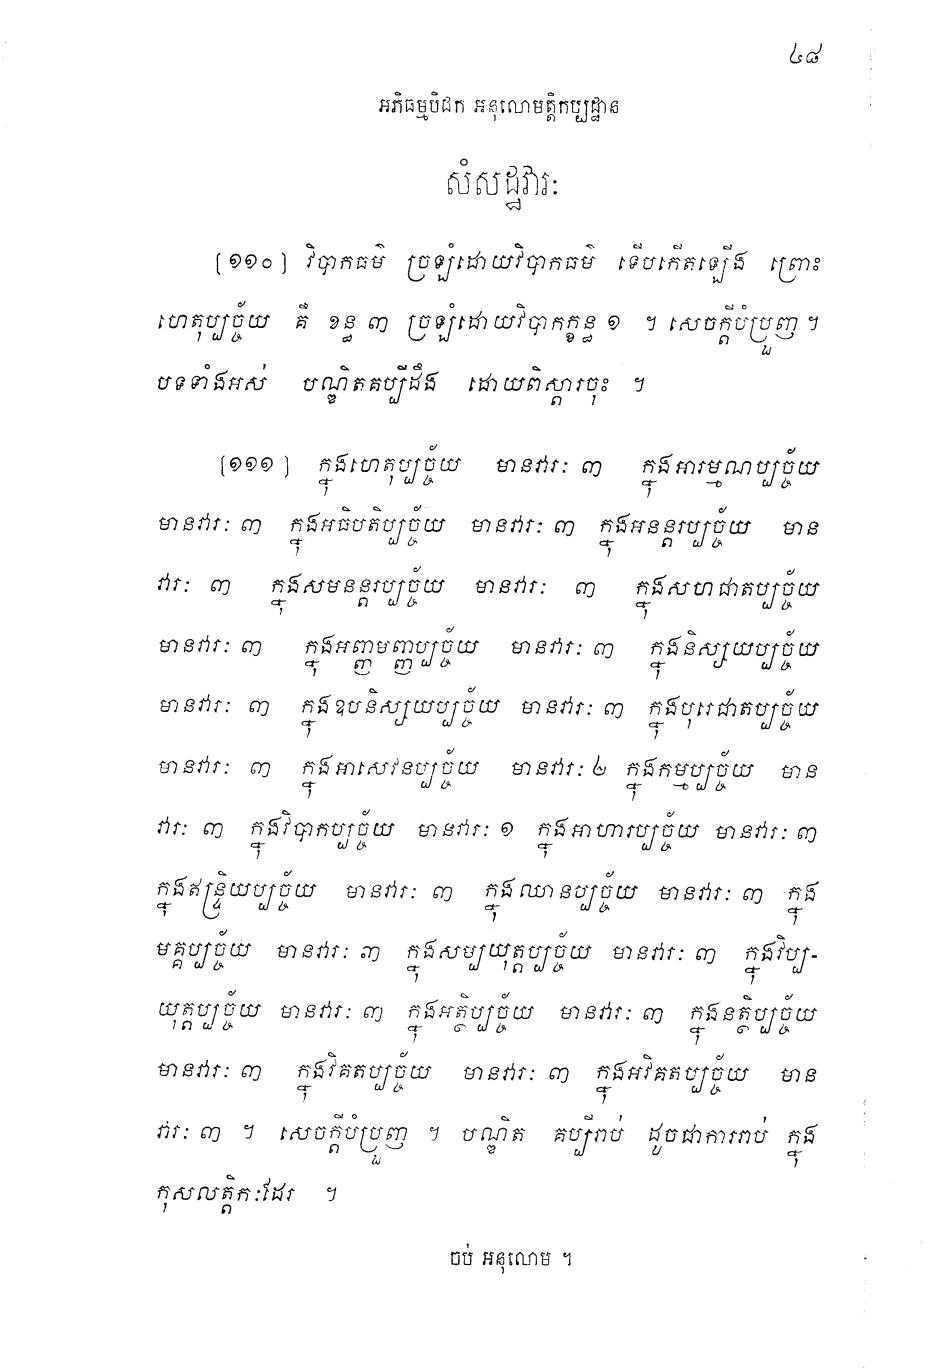 ៤៨
អភិធម្មបិដក អនុលោមត្តិកប្បដ្ឋាន
សំសដ្ឋវារៈ
[១១០] វិបាកធម៌ ច្រឡំដោយវិបាកធម៌ ទើបកើតឡើង ព្រោះ
ហេតុប្បច្ច័យ គឺ ខន្ធ ៣ ច្រឡំដោយវិបាកក្ខន្ធ ១ ។ សេចក្តីបំប្រួញ ។
បទទាំងអស់ បណ្ឌិតគប្បីដឹង ដោយពិស្តារចុះ ។
[១១១] ក្នុងហេតុប្បច្ច័យ មានវារៈ ៣ ក្នុងអារម្មណប្បច្ច័យ
មានវារៈ ៣ ក្នុងអធិបតិប្បច្ច័យ មានវារៈ ៣ ក្នុងអនន្តរប្បច្ច័យ មាន
វារៈ ៣ ក្នុងសមនន្តរប្បច្ច័យ មានវារៈ ៣ ក្នុងសហជាតប្បច្ច័យ
មានវារៈ ៣ ក្នុងអញ្ញាមញ្ញប្បច្ច័យ មានវារៈ ៣ ក្នុងនិស្សយប្បច្ច័យ
មានវារៈ ៣ ក្នុងឧបនិស្សយប្បច្ច័យ មានវារៈ ៣ ក្នុងបុរេជាតប្បច្ច័យ
មានវារៈ ៣ ក្នុងអាសេវនប្បច្ច័យ មានវារៈ ២ ក្នុងកម្មប្បច្ច័យ មាន
វារៈ ៣ ក្នុងវិបាកប្បច្ច័យ មានវារៈ ១ ក្នុងអាហារប្បច្ច័យ មានវារៈ ៣
ក្នុងឥន្ទ្រិយប្បច្ច័យ មានវារៈ ៣ ក្នុងឈានប្បច្ច័យ មានវារៈ ៣ ក្នុង
មគ្គប្បច្ច័យ មានវារៈ ៣ ក្នុងសម្បយុត្តប្បច្ច័យ មានវារៈ ៣ ក្នុងវិប្ប-
យុត្តប្បច្ច័យ មានវារៈ ៣ ក្នុងអត្ថិប្បច្ច័យ មានវារៈ ៣ ក្នុងនត្ថិប្បច្ច័យ
មានវារៈ ៣ ក្នុងវិគតប្បច្ច័យ មានវារៈ ៣ ក្នុងអវិគតប្បច្ច័យ មាន
វារៈ ៣ ។ សេចក្តីបំប្រួញ ។ បណ្ឌិត គប្បីរាប់ ដូចជាការរាប់ ក្នុង
កុសលត្តិកៈដែរ ។
ចប់ អនុលោម ។